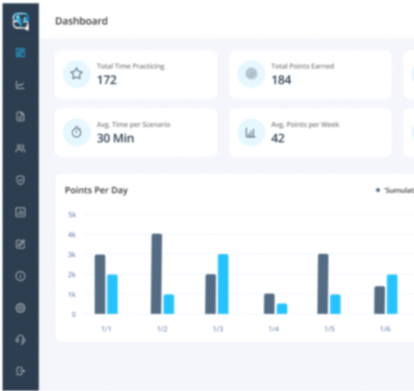 Dashboard
Total Time Practicing
172
Total Points Earned
184
Avg. Time per Scenario
30 Min
Avg. Points per Week
42
Points Per Day
5k
4k
3k
2k
1k
0
1/1 1/2 1/3 1/4 1/5 1/6